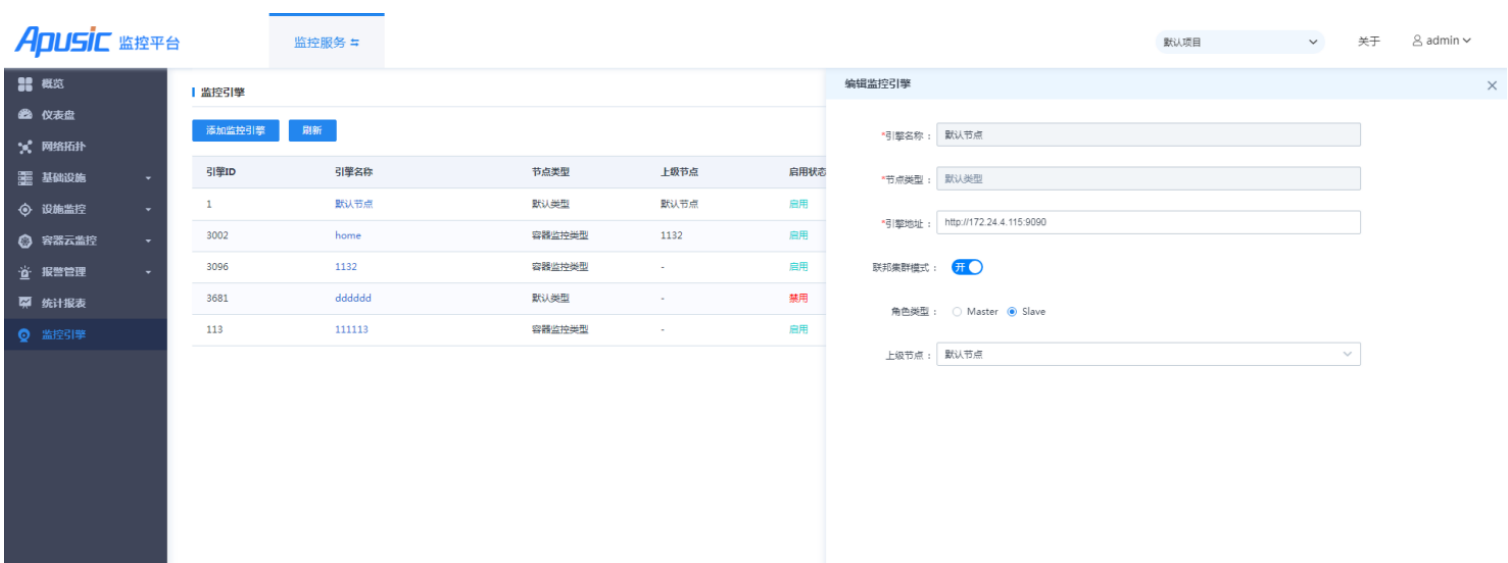 Apusic 监控平台
监控服务
默认项目
关于
admin
概览
仪表盘
网络拓扑
基础设施
设施监控
容器云监控
报警管理
统计报表
监控引擎
监控引擎
添加监控引擎 刷新
引擎ID 引擎名称 节点类型 上级节点 启用状态
1 默认节点 默认类型 默认节点 启用
3002 home 容器监控类型 1132 启用
3096 1132 容器监控类型 - 启用
3681 dddddd 默认类型 - 禁用
113 111113 容器监控类型 - 启用
编辑监控引擎
*引擎名称： 默认节点
*节点类型： 默认类型
*引擎地址： http://172.24.4.115:9090
联邦集群模式： 开
角色类型： Master Slave
上级节点： 默认节点